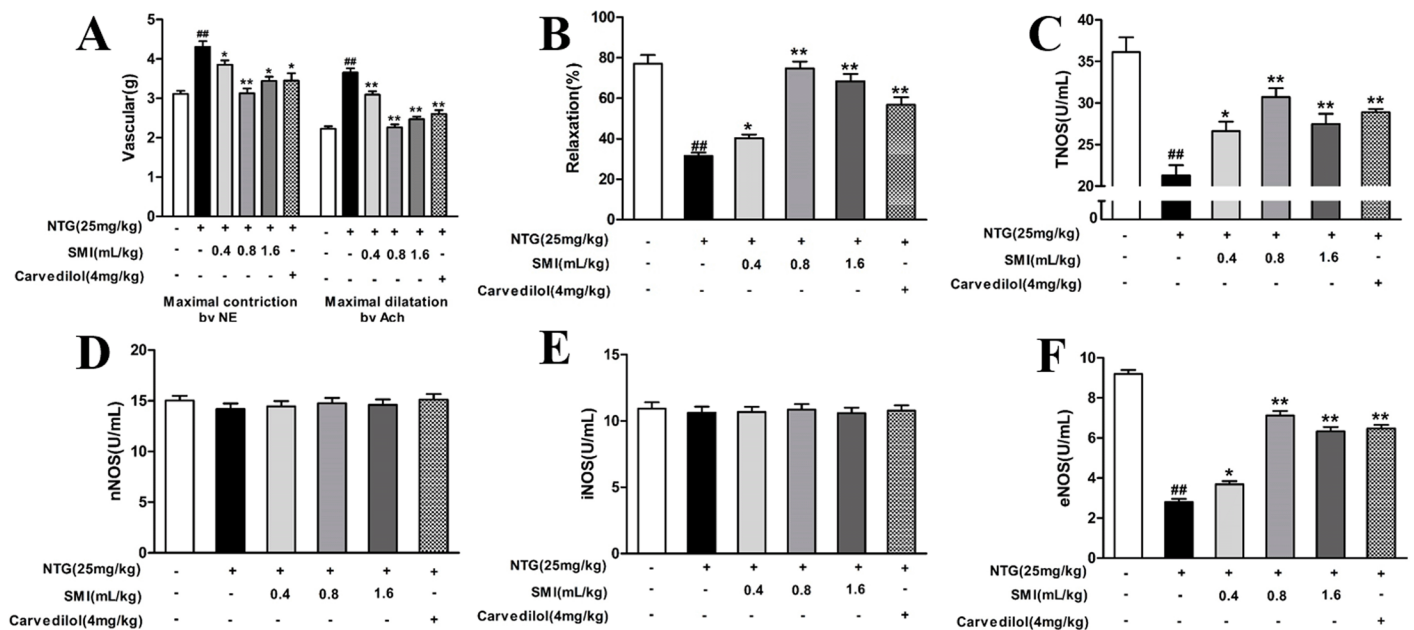 A
Vascular(g)
5
4
3
2
1
0
## * ** * * ## ** ** ** **
NTG(25mg/kg) - + + + + + - + + + + +
SMI(mL/kg) - - 0.4 0.8 1.6 - - - 0.4 0.8 1.6 -
Carvedilol(4mg/kg) - - - - - + - - - - - +
Maximal contriction Maximal dilatation
by NE by Ach
B
Relaxation(%)
100
80
60
40
20
0
## * ** ** **
NTG(25mg/kg) - + + + + +
SMI(mL/kg) - - 0.4 0.8 1.6 -
Carvedilol(4mg/kg) - - - - - +
C
TNOS(U/mL)
40
35
30
25
20
0
## * ** ** **
NTG(25mg/kg) - + + + + +
SMI(mL/kg) - - 0.4 0.8 1.6 -
Carvedilol(4mg/kg) - - - - - +
D
nNOS(U/mL)
20
15
10
5
0
NTG(25mg/kg) - + + + + +
SMI(mL/kg) - - 0.4 0.8 1.6 -
Carvedilol(4mg/kg) - - - - - +
E
iNOS(U/mL)
15
10
5
0
NTG(25mg/kg) - + + + + +
SMI(mL/kg) - - 0.4 0.8 1.6 -
Carvedilol(4mg/kg) - - - - - +
F
eNOS(U/mL)
10
8
6
4
2
0
## * ** ** **
NTG(25mg/kg) - + + + + +
SMI(mL/kg) - - 0.4 0.8 1.6 -
Carvedilol(4mg/kg) - - - - - +